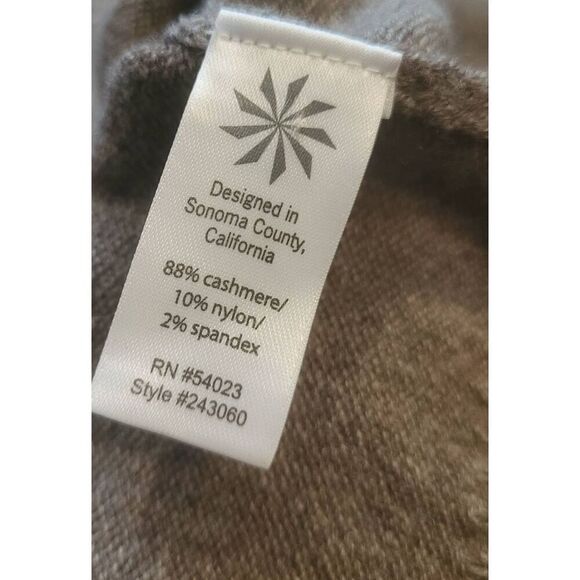 Designed in
Sonoma County,
California
88% cashmere/
10% nylon/
2% spandex
RN #54023
Style #243060